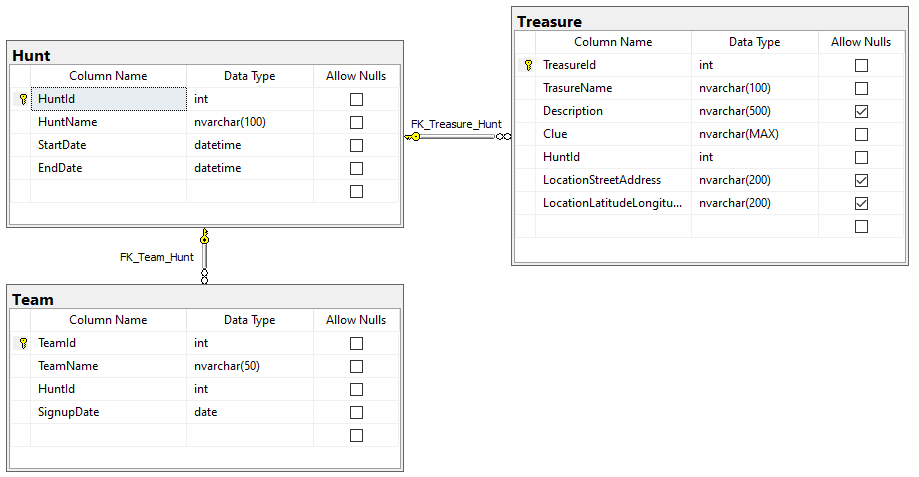 Hunt
Column Name Data Type Allow Nulls
HuntId int
HuntName nvarchar(100)
StartDate datetime
EndDate datetime
FK_Treasure_Hunt
Treasure
Column Name Data Type Allow Nulls
TreasureId int
TrasureName nvarchar(100)
Description nvarchar(500)
Clue nvarchar(MAX)
HuntId int
LocationStreetAddress nvarchar(200)
LocationLatitudeLongitu... nvarchar(200)
FK_Team_Hunt
Team
Column Name Data Type Allow Nulls
TeamId int
TeamName nvarchar(50)
HuntId int
SignupDate date